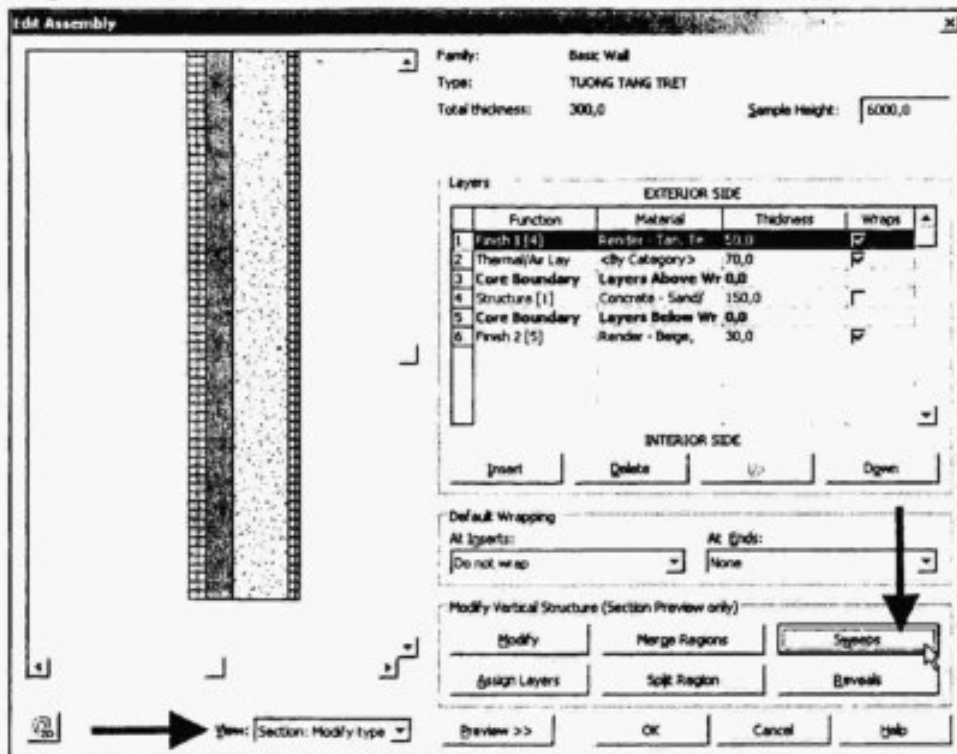 Edit Assembly
Family: Basic Wall
Type: TUONG TANG TRET
Total thickness: 300,0 Sample Height: 6000,0
Layers
EXTERIOR SIDE
Function Material Thickness Wraps
1 Finish 1 [4] Render - Tan, Te 50,0
2 Thermal/Air Lay <By Category> 70,0
3 Core Boundary Layers Above Wr 0,0
4 Structure [1] Concrete - Sand/ 150,0
5 Core Boundary Layers Below Wr 0,0
6 Finish 2 [5] Render - Beige, 30,0
INTERIOR SIDE
Insert Delete Up Down
Default Wrapping
At Inserts: At Ends:
Do not wrap None
Modify Vertical Structure (Section Preview only)
Modify Merge Regions Sweeps
Assign Layers Split Region Reveals
View: Section: Modify type Preview >> OK Cancel Help